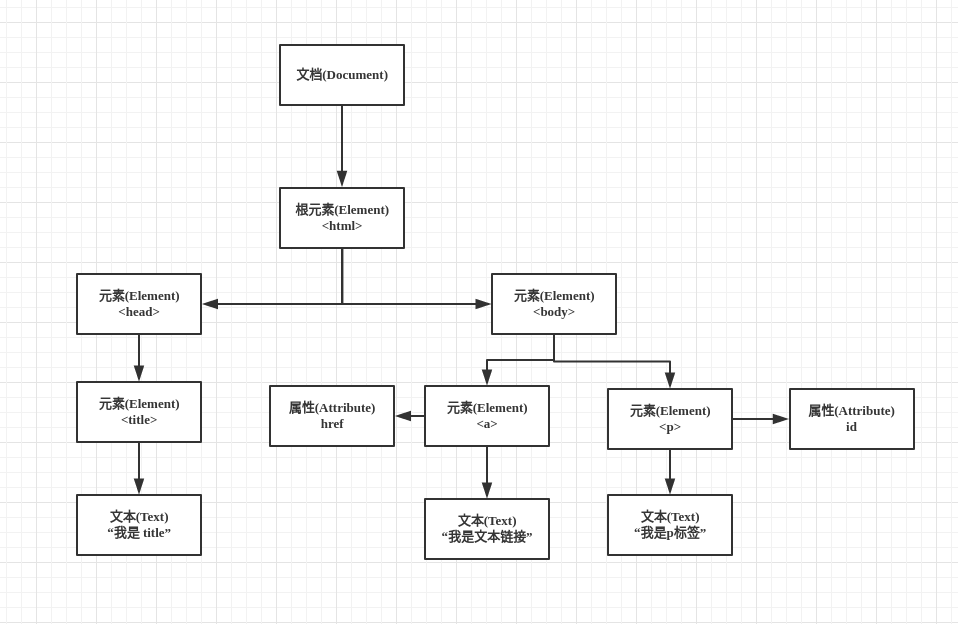 文档(Document)
根元素(Element)
<html>
元素(Element)
<head>
元素(Element)
<body>
元素(Element)
<title>
属性(Attribute)
href
元素(Element)
<a>
元素(Element)
<p>
属性(Attribute)
id
文本(Text)
“我是 title”
文本(Text)
“我是文本链接”
文本(Text)
“我是p标签”